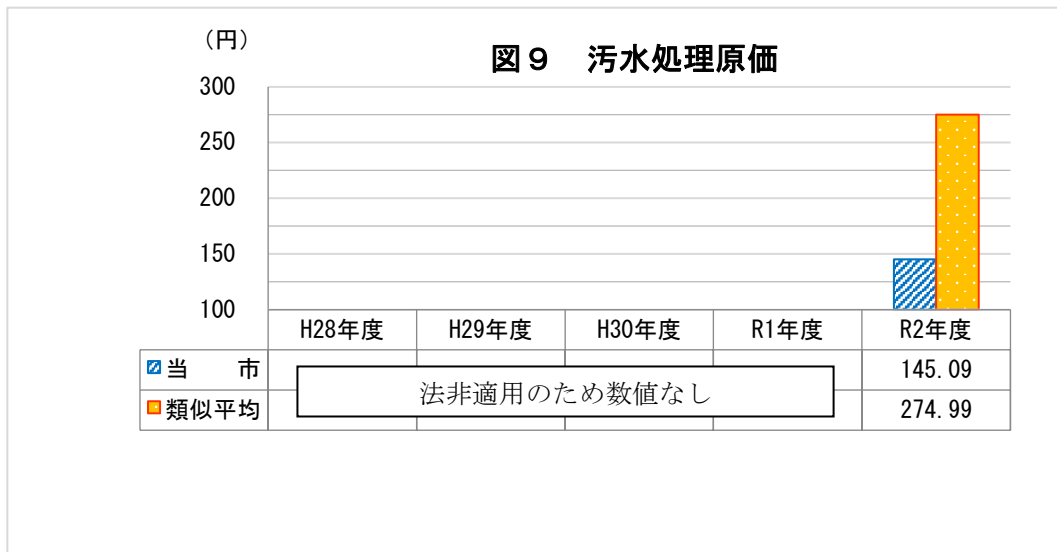 （円）
図９　汚水処理原価
300
250
200
150
100
H28年度 H29年度 H30年度 R1年度 R2年度
当　　市 145.09
類似平均 274.99
法非適用のため数値なし